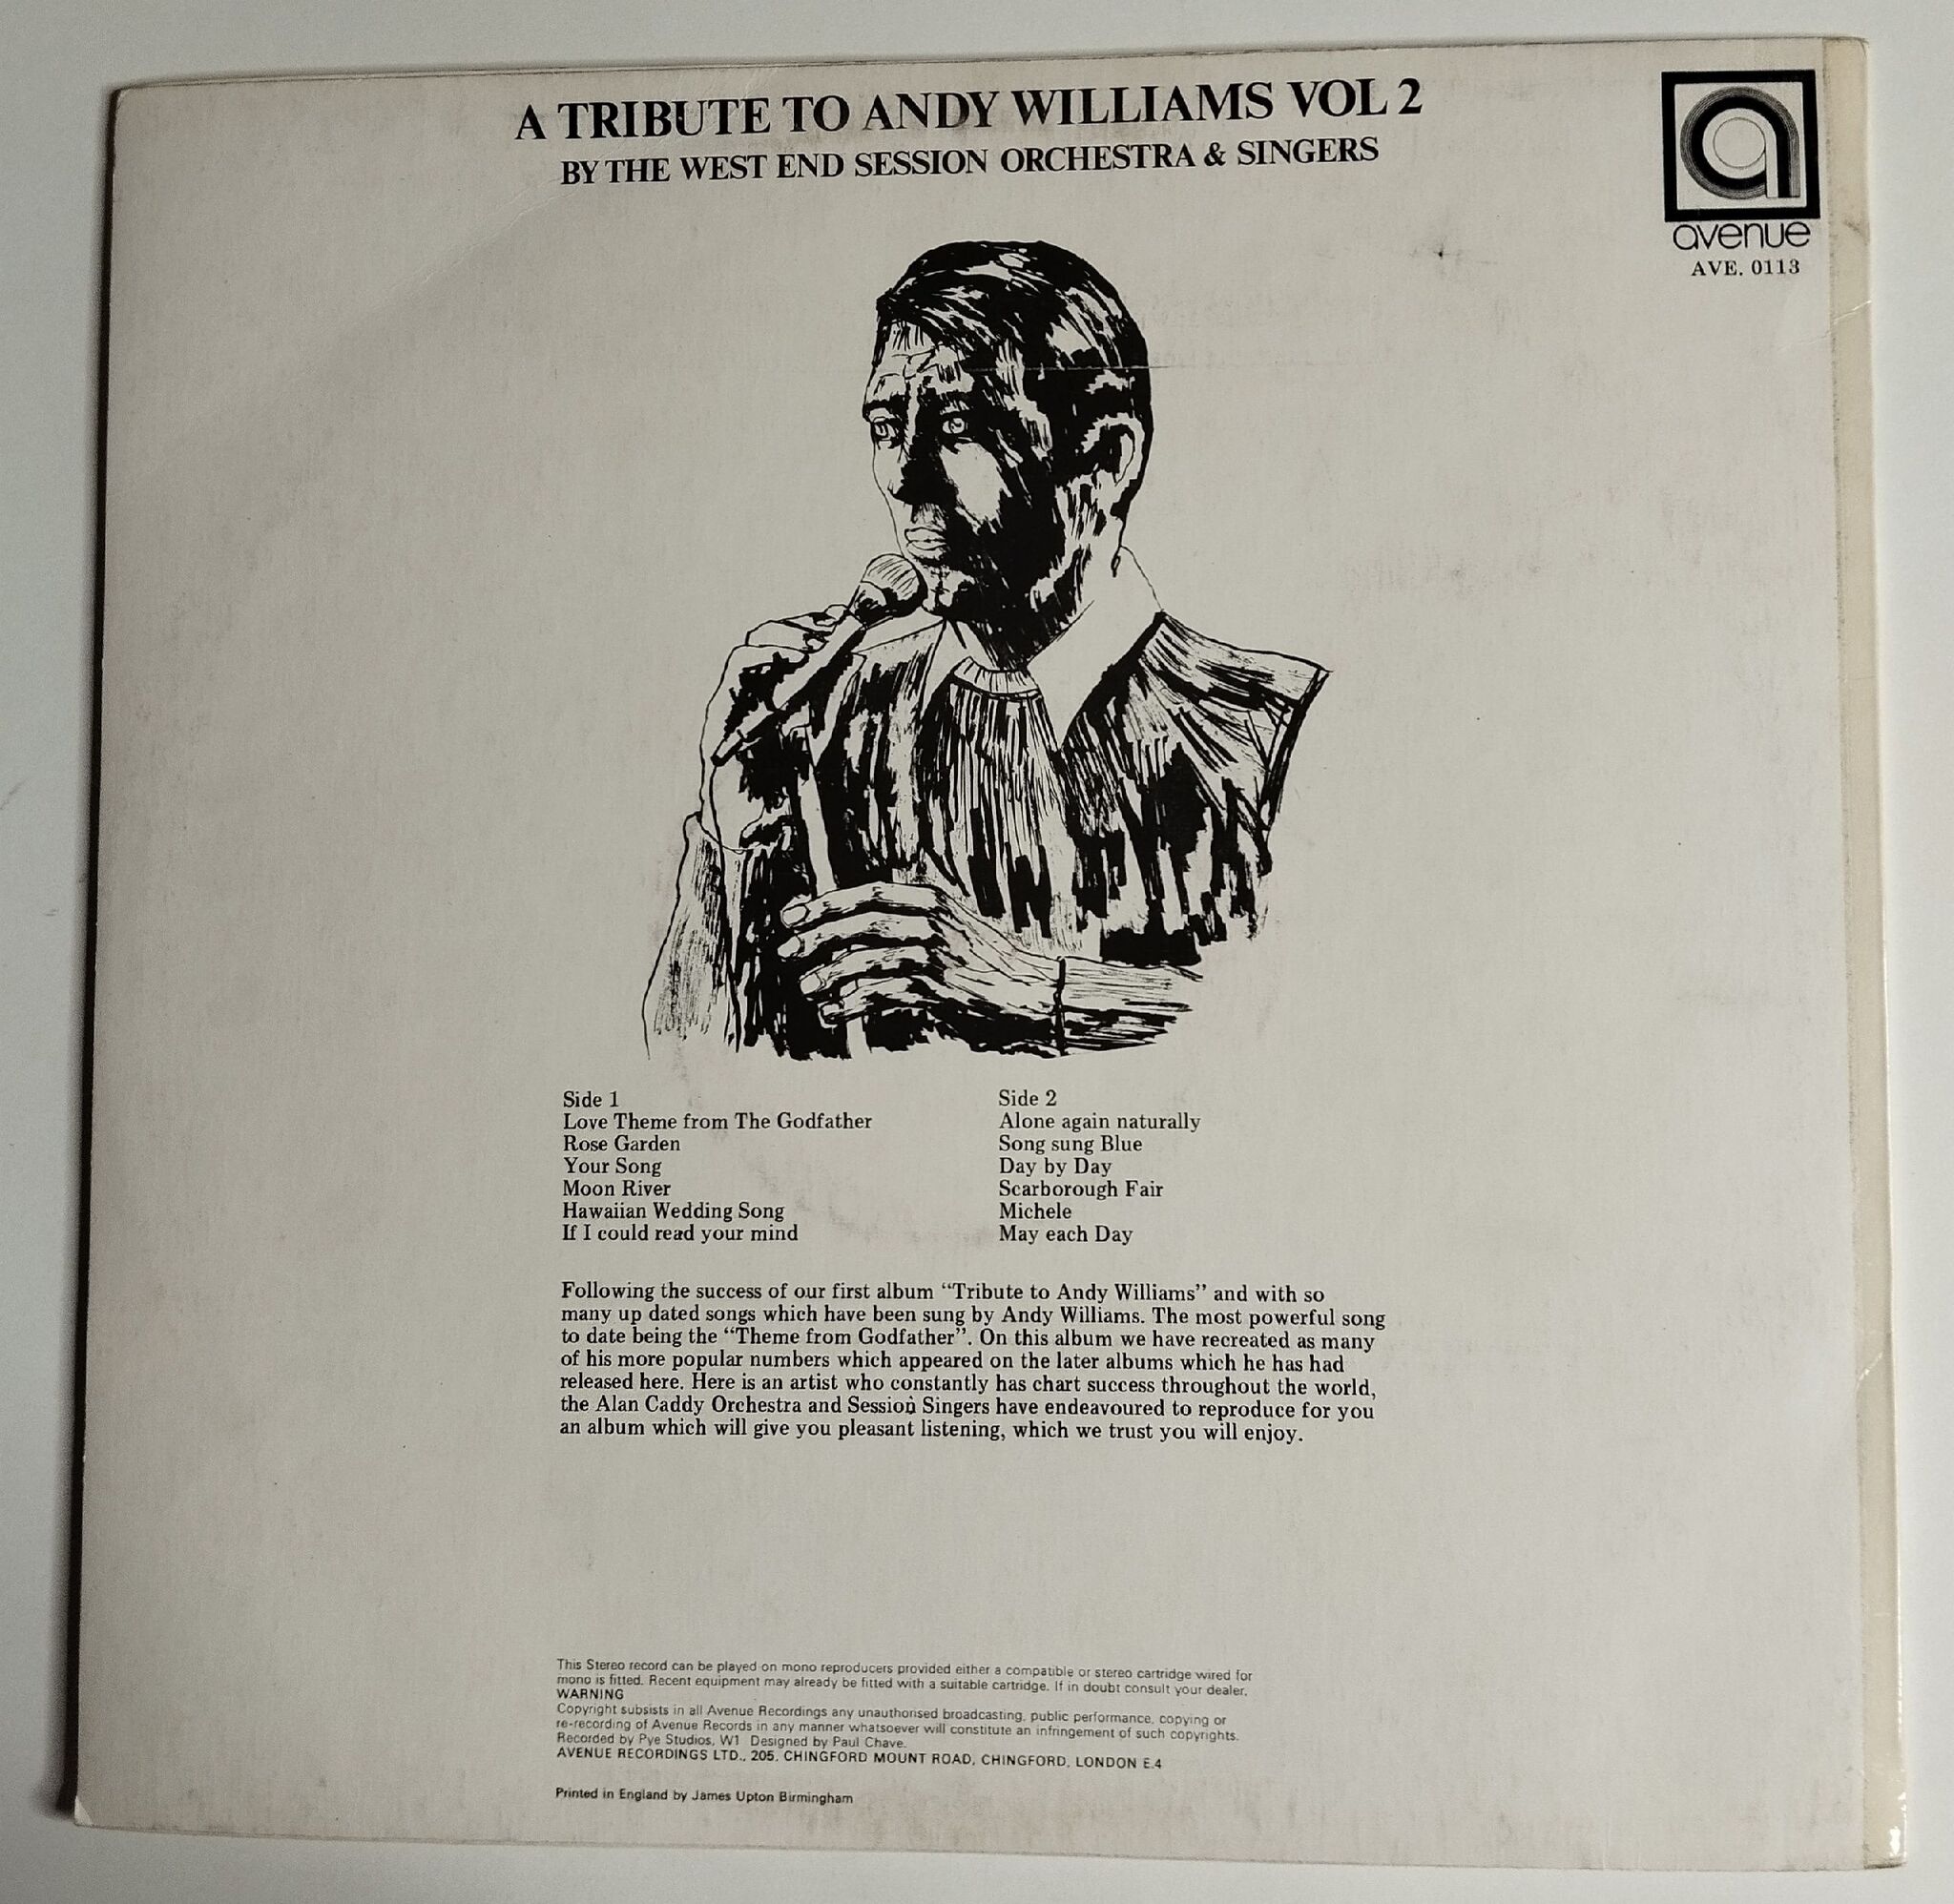 A TRIBUTE TO ANDY WILLIAMS VOL 2
BY THE WEST END SESSION ORCHESTRA & SINGERS
a
avenue
AVE. 0113
Side 1
Love Theme from The Godfather
Rose Garden
Your Song
Moon River
Hawaiian Wedding Song
If I could read your mind
Side 2
Alone again naturally
Song sung Blue
Day by Day
Scarborough Fair
Michele
May each Day
Following the success of our first album “Tribute to Andy Williams” and with so
many up dated songs which have been sung by Andy Williams. The most powerful song
to date being the “Theme from Godfather”. On this album we have recreated as many
of his more popular numbers which appeared on the later albums which he has had
released here. Here is an artist who constantly has chart success throughout the world,
the Alan Caddy Orchestra and Session Singers have endeavoured to reproduce for you
an album which will give you pleasant listening, which we trust you will enjoy.
This Stereo record can be played on mono reproducers provided either a compatible or stereo cartridge wired for
mono is fitted. Recent equipment may already be fitted with a suitable cartridge. If in doubt consult your dealer.
WARNING
Copyright subsists in all Avenue Recordings any unauthorised broadcasting, public performance, copying or
re-recording of Avenue Records in any manner whatsoever will constitute an infringement of such copyrights.
Recorded by Pye Studios, W1 Designed by Paul Chave.
AVENUE RECORDINGS LTD., 205, CHINGFORD MOUNT ROAD, CHINGFORD, LONDON E.4
Printed in England by James Upton Birmingham